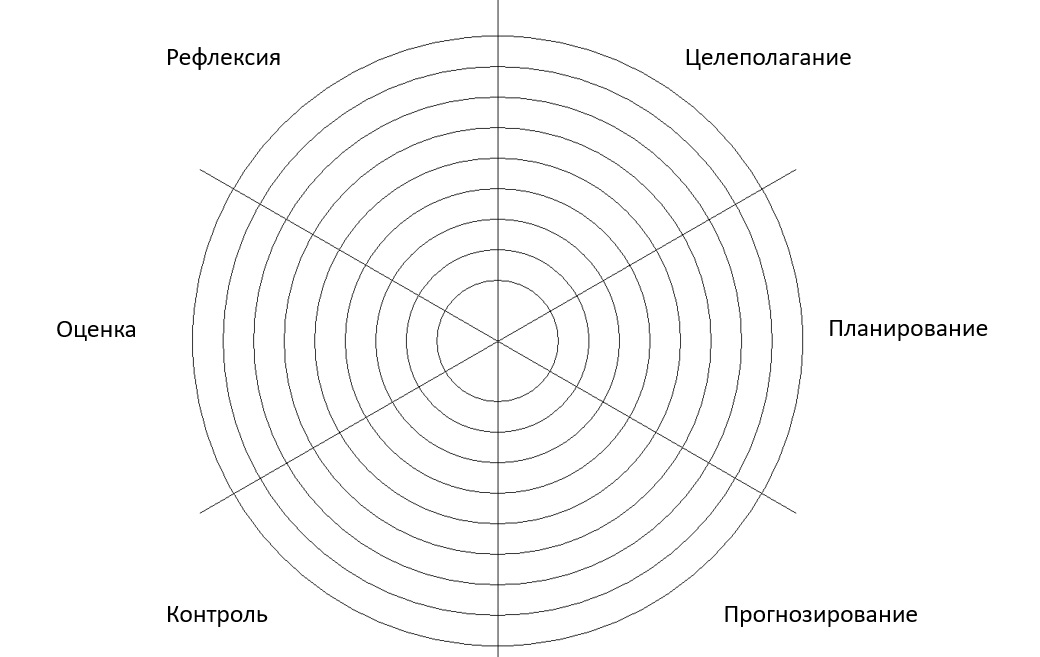 Рефлексия
Целеполагание
Оценка
Планирование
Контроль
Прогнозирование